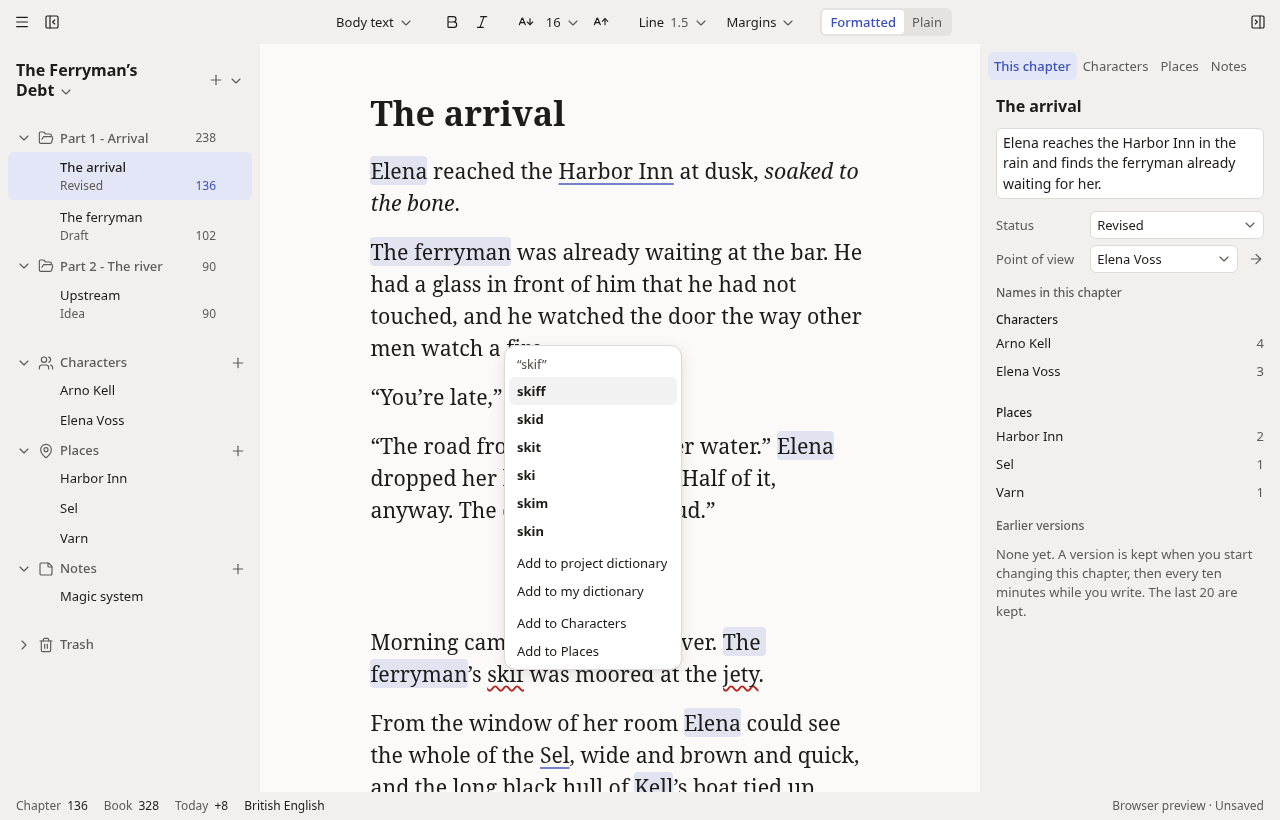 Body text
B I
16
Line 1.5
Margins
Formatted Plain
The Ferryman’s
Debt
Part 1 - Arrival 238
The arrival
Revised 136
The ferryman
Draft 102
Part 2 - The river 90
Upstream
Idea 90
Characters
Arno Kell
Elena Voss
Places
Harbor Inn
Sel
Varn
Notes
Magic system
Trash
The arrival
Elena reached the Harbor Inn at dusk, soaked to
the bone.
The ferryman was already waiting at the bar. He
had a glass in front of him that he had not
touched, and he watched the door the way other
men watch a
“You’re late,”
“The road water.” Elena
dropped her Half of it,
anyway. The
Morning The
ferryman’s skif was moored at the jety.
From the window of her room Elena could see
the whole of the Sel, wide and brown and quick,
and the long black hull of Kell’s boat tied up
“skif”
skiff
skid
skit
ski
skim
skin
Add to project dictionary
Add to my dictionary
Add to Characters
Add to Places
This chapter Characters Places Notes
The arrival
Elena reaches the Harbor Inn in the
rain and finds the ferryman already
waiting for her.
Status Revised
Point of view Elena Voss
Names in this chapter
Characters
Arno Kell 4
Elena Voss 3
Places
Harbor Inn 2
Sel 1
Varn 1
Earlier versions
None yet. A version is kept when you start
changing this chapter, then every ten
minutes while you write. The last 20 are
kept.
Chapter 136 Book 328 Today +8 British English
Browser preview · Unsaved